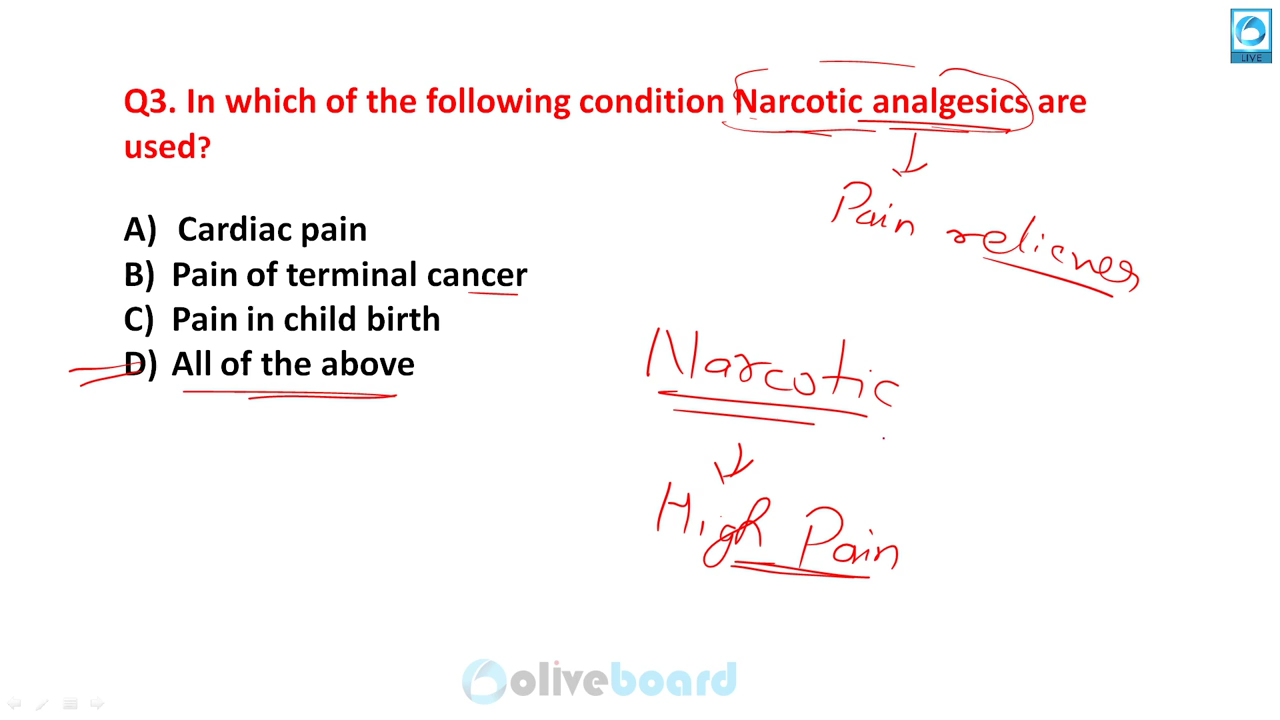 LIVE
Q3. In which of the following condition Narcotic analgesics are
used?
Pain reliever
A) Cardiac pain
B) Pain of terminal cancer
C) Pain in child birth
D) All of the above
Narcotic
High Pain
oliveboard